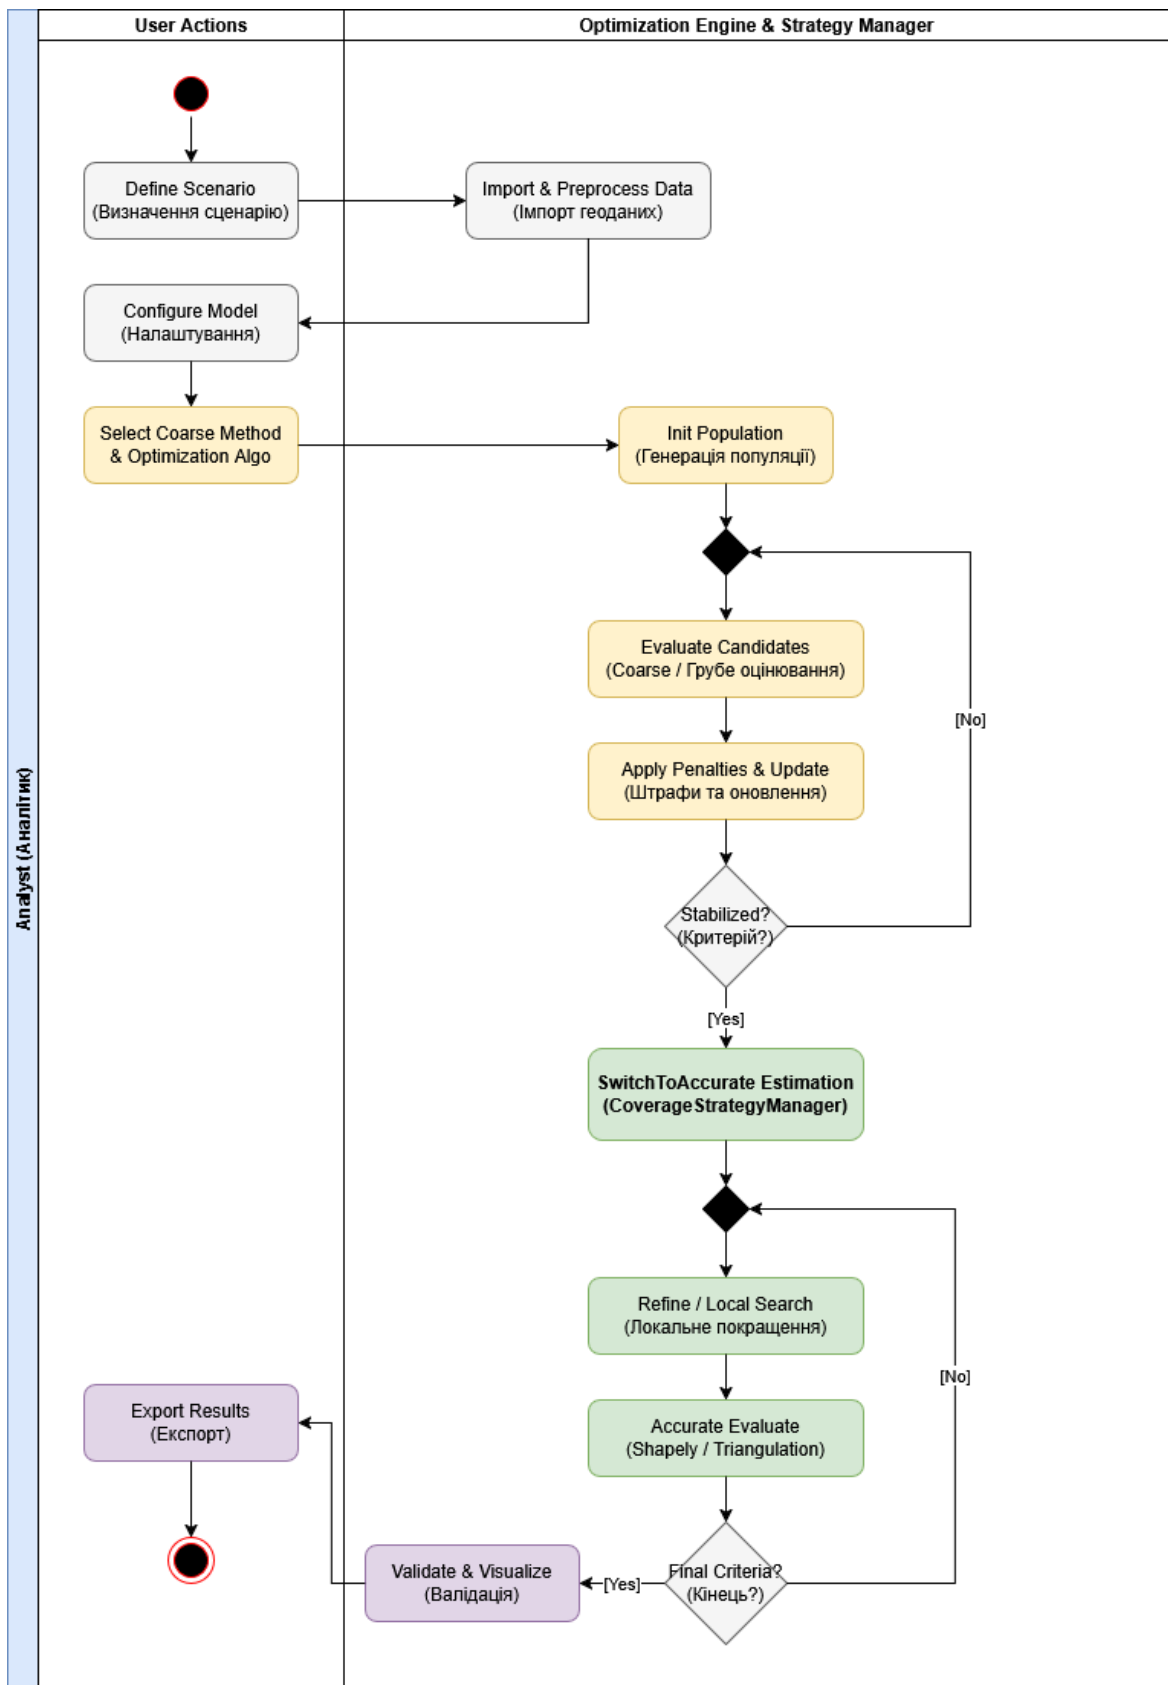 User Actions
Optimization Engine & Strategy Manager
Analyst (Аналітик)
Define Scenario
(Визначення сценарію)
Import & Preprocess Data
(Імпорт геоданих)
Configure Model
(Налаштування)
Select Coarse Method
& Optimization Algo
Init Population
(Генерація популяції)
Evaluate Candidates
(Coarse / Грубе оцінювання)
[No]
Apply Penalties & Update
(Штрафи та оновлення)
Stabilized?
(Критерій?)
[Yes]
SwitchToAccurate Estimation
(CoverageStrategyManager)
Refine / Local Search
(Локальне покращення)
[No]
Export Results
(Експорт)
Accurate Evaluate
(Shapely / Triangulation)
Validate & Visualize
(Валідація)
[Yes]
Final Criteria?
(Кінець?)